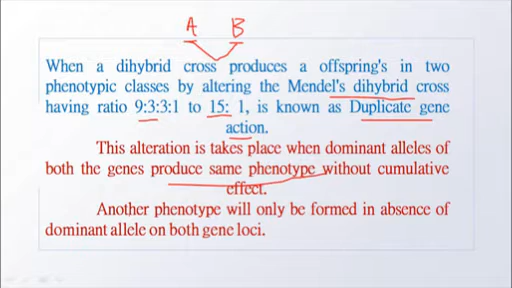 A B
When a dihybrid cross produces a offspring's in two
phenotypic classes by altering the Mendel's dihybrid cross
having ratio 9:3:3:1 to 15: 1, is known as Duplicate gene
action.
This alteration is takes place when dominant alleles of
both the genes produce same phenotype without cumulative
effect.
Another phenotype will only be formed in absence of
dominant allele on both gene loci.